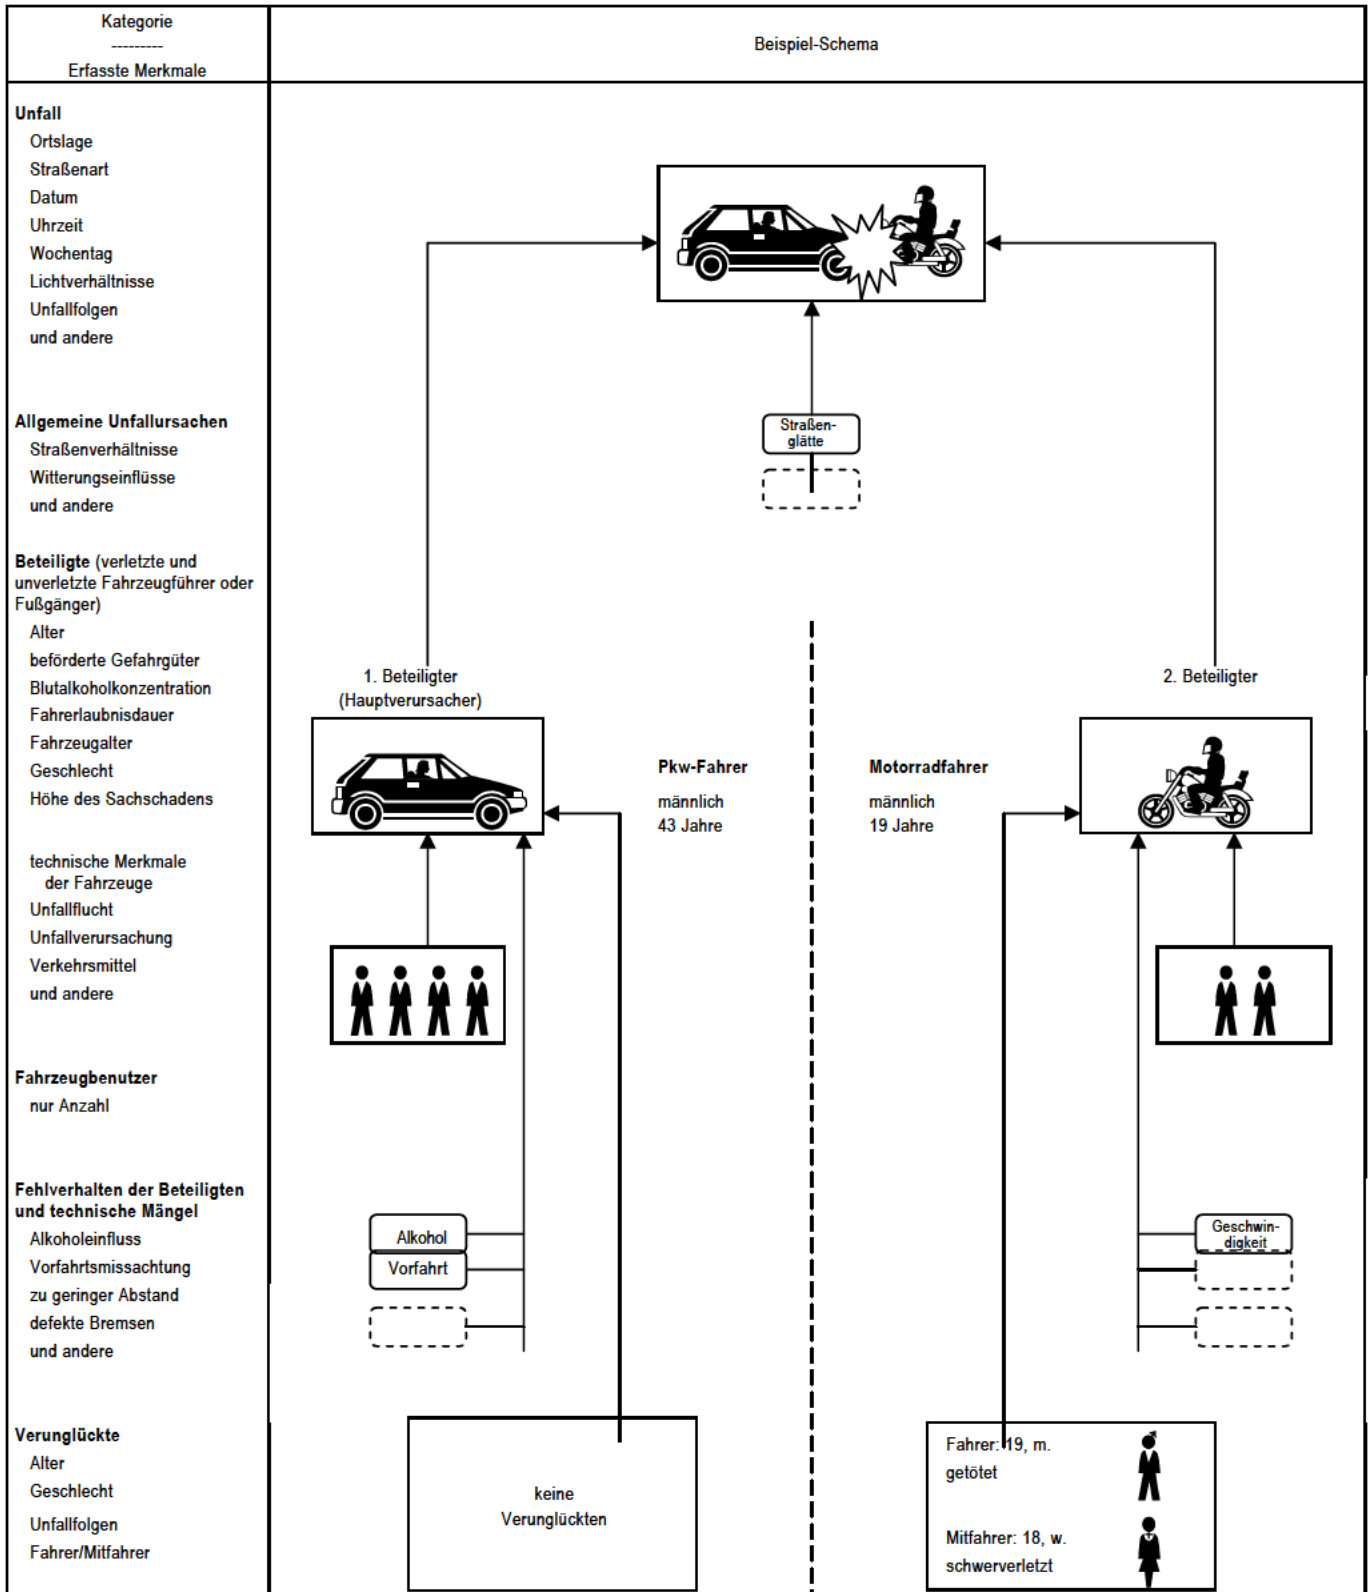 Kategorie
---------
Erfasste Merkmale
Beispiel-Schema
Unfall
Ortslage
Straßenart
Datum
Uhrzeit
Wochentag
Lichtverhältnisse
Unfallfolgen
und andere
Allgemeine Unfallursachen
Straßenverhältnisse
Witterungseinflüsse
und andere
Straßen-
glätte
Beteiligte (verletzte und
unverletzte Fahrzeugführer oder
Fußgänger)
Alter
beförderte Gefahrgüter
Blutalkoholkonzentration
Fahrerlaubnisdauer
Fahrzeugalter
Geschlecht
Höhe des Sachschadens
technische Merkmale
der Fahrzeuge
Unfallflucht
Unfallverursachung
Verkehrsmittel
und andere
1. Beteiligter
(Hauptverursacher)
Pkw-Fahrer
männlich
43 Jahre
Motorradfahrer
männlich
19 Jahre
2. Beteiligter
Fahrzeugbenutzer
nur Anzahl
Fehlverhalten der Beteiligten
und technische Mängel
Alkoholeinfluss
Vorfahrtsmissachtung
zu geringer Abstand
defekte Bremsen
und andere
Alkohol
Vorfahrt
Geschwin-
digkeit
Verunglückte
Alter
Geschlecht
Unfallfolgen
Fahrer/Mitfahrer
keine
Verunglückten
Fahrer: 19, m.
getötet
Mitfahrer: 18, w.
schwerverletzt